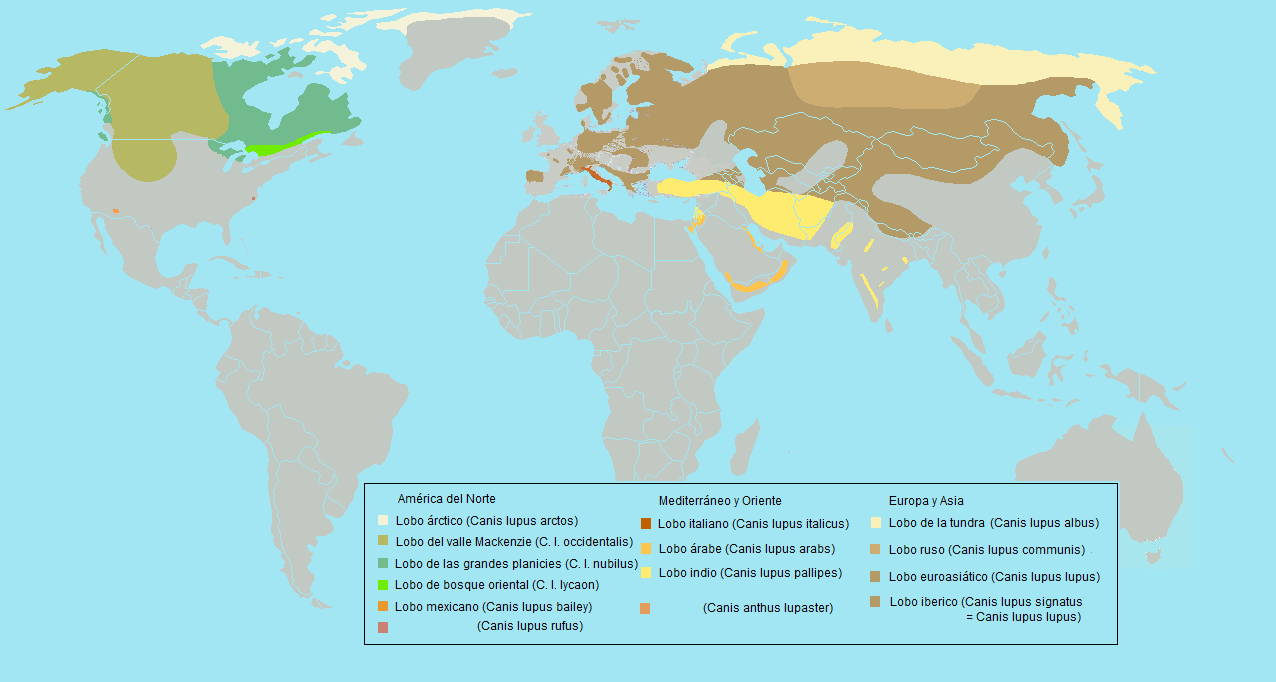 América del Norte
Lobo árctico (Canis lupus arctos)
Lobo del valle Mackenzie (C. l. occidentalis)
Lobo de las grandes planicies (C. l. nubilus)
Lobo de bosque oriental (C. l. lycaon)
Lobo mexicano (Canis lupus bailey)
(Canis lupus rufus)
Mediterráneo y Oriente
Lobo italiano (Canis lupus italicus)
Lobo árabe (Canis lupus arabs)
Lobo indio (Canis lupus pallipes)
(Canis anthus lupaster)
Europa y Asia
Lobo de la tundra (Canis lupus albus)
Lobo ruso (Canis lupus communis)
Lobo euroasiático (Canis lupus lupus)
Lobo iberico (Canis lupus signatus
= Canis lupus lupus)